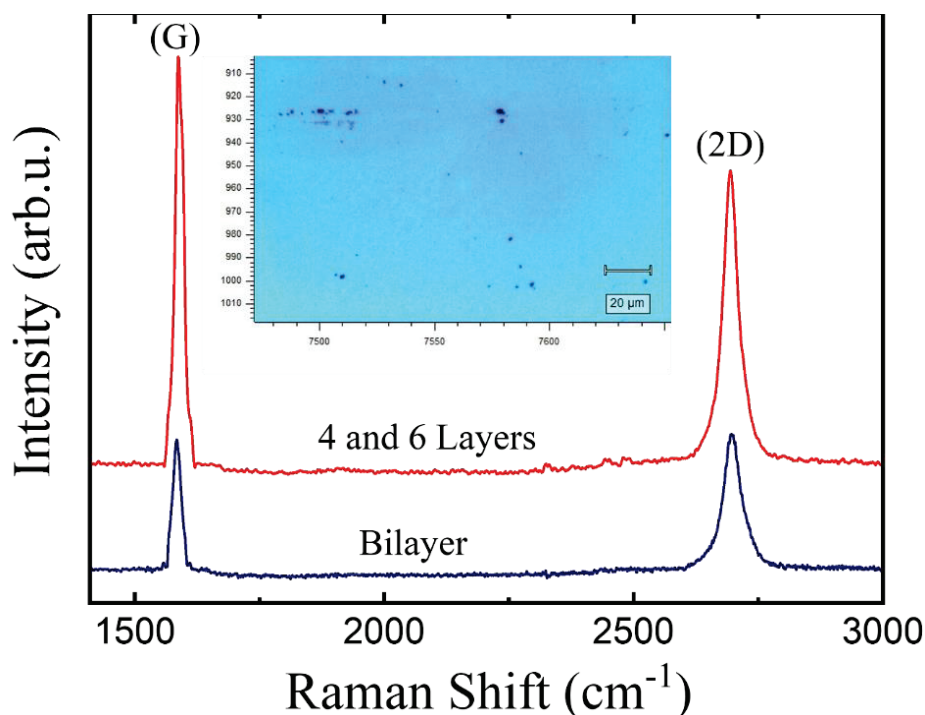 (G)
(2D)
910
920
930
940
950
960
970
980
990
1000
1010
7500
7550
7600
20 μm
4 and 6 Layers
Bilayer
Intensity (arb.u.)
1500
2000
2500
3000
Raman Shift (cm⁻¹)